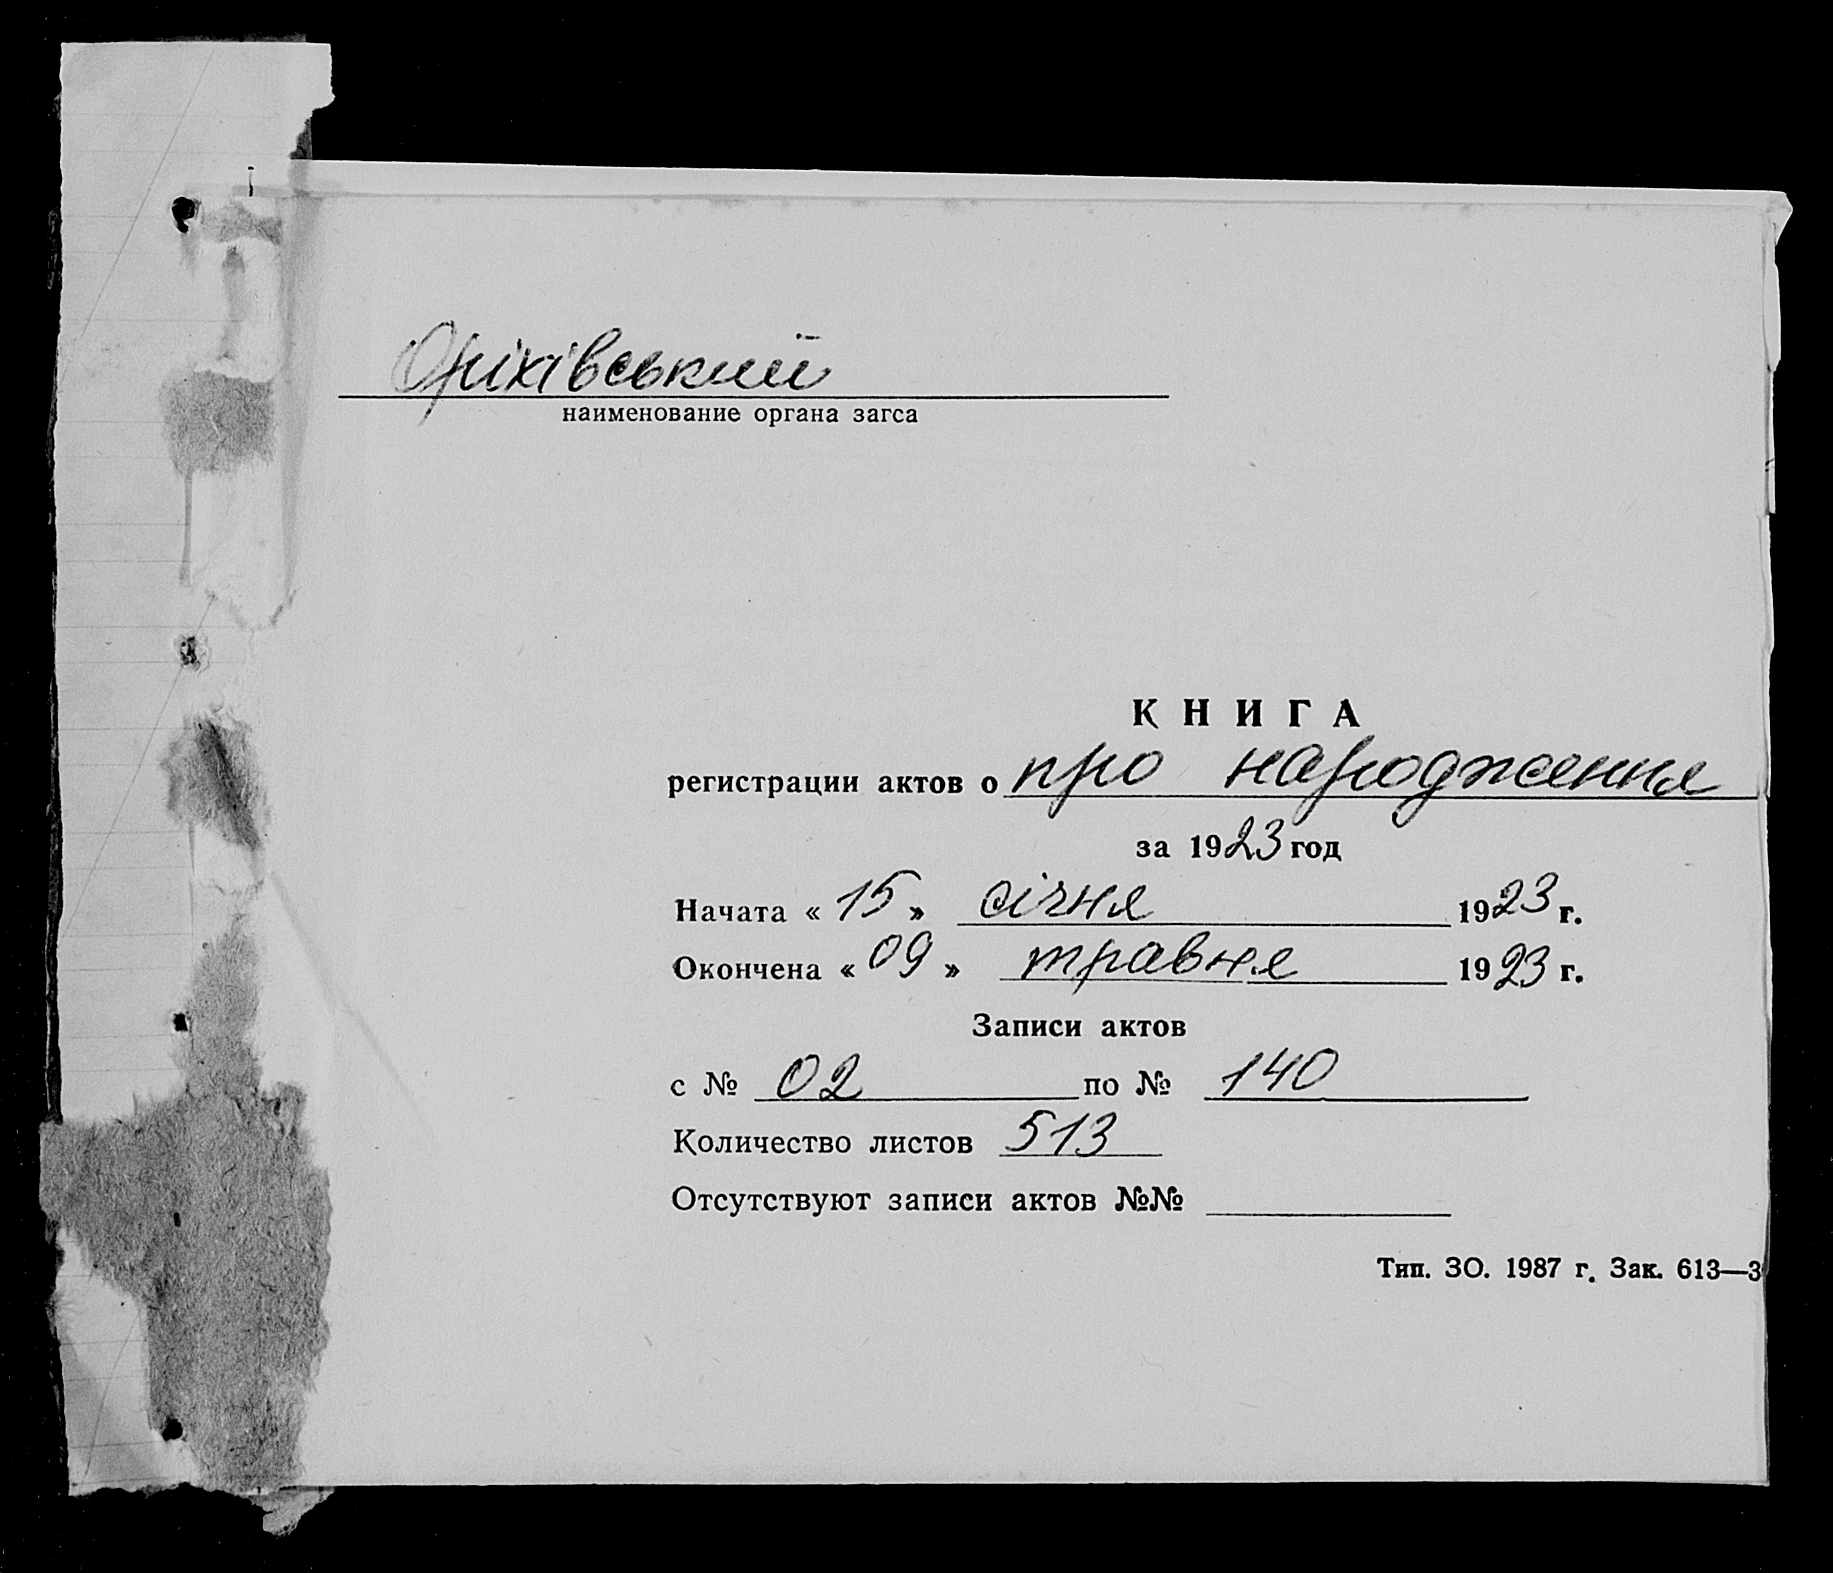 Оріхівський
наименование органа загса
КНИГА
регистрации актов о про народження
за 1923 год
Начата « 15 » січня 1923 г.
Окончена « 09 » травня 1923 г.
Записи актов
с № 02 по № 140
Количество листов 513
Отсутствуют записи актов №№
Тип. ЗО. 1987 г. Зак. 613—3